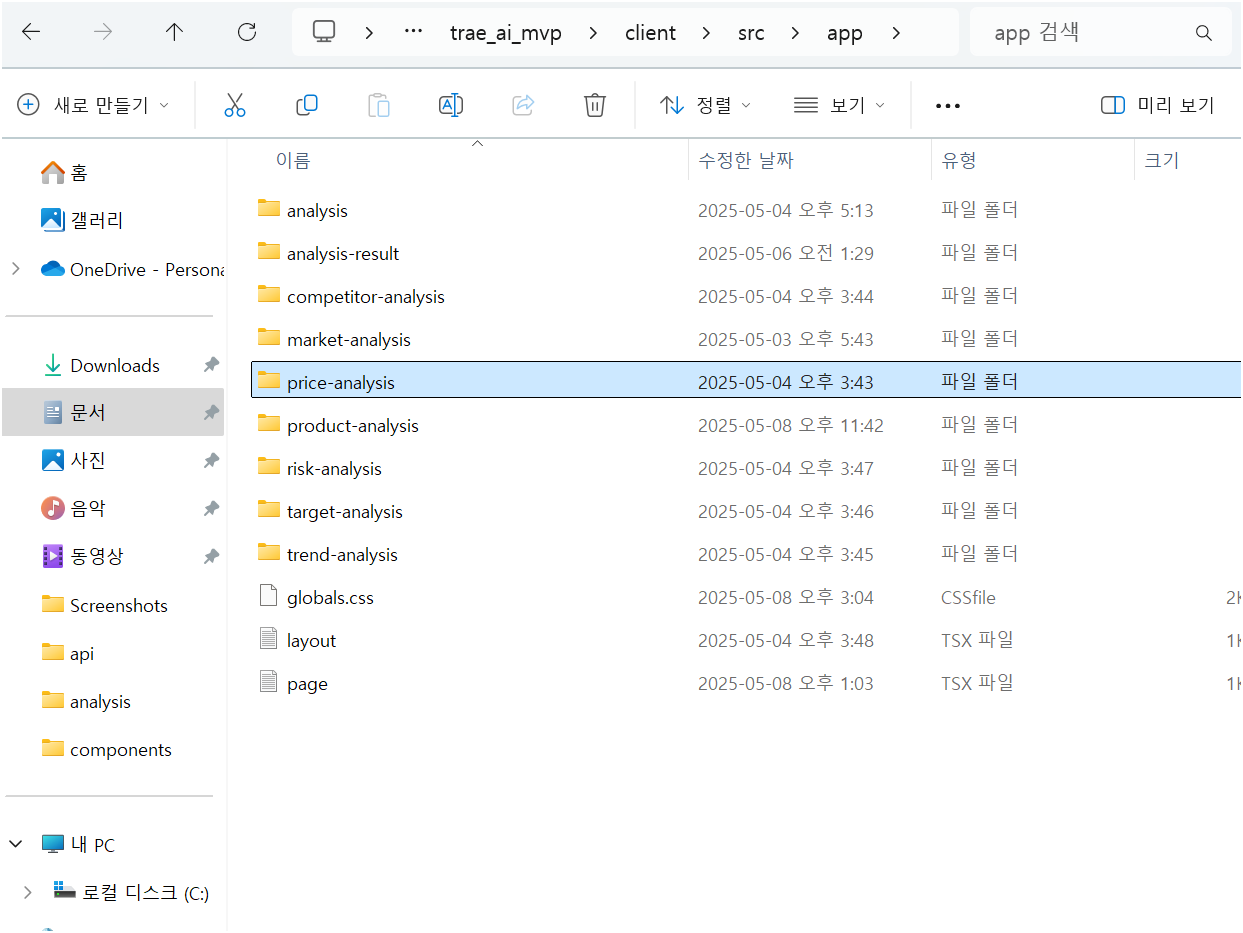 ··· trae_ai_mvp client src app app 검색
새로 만들기 정렬 보기 ··· 미리 보기
홈
갤러리
OneDrive - Persona
Downloads
문서
사진
음악
동영상
Screenshots
api
analysis
components
내 PC
로컬 디스크 (C:)
이름 수정한 날짜 유형 크기
analysis 2025-05-04 오후 5:13 파일 폴더
analysis-result 2025-05-06 오전 1:29 파일 폴더
competitor-analysis 2025-05-04 오후 3:44 파일 폴더
market-analysis 2025-05-03 오후 5:43 파일 폴더
price-analysis 2025-05-04 오후 3:43 파일 폴더
product-analysis 2025-05-08 오후 11:42 파일 폴더
risk-analysis 2025-05-04 오후 3:47 파일 폴더
target-analysis 2025-05-04 오후 3:46 파일 폴더
trend-analysis 2025-05-04 오후 3:45 파일 폴더
globals.css 2025-05-08 오후 3:04 CSSfile 2K
layout 2025-05-04 오후 3:48 TSX 파일 1K
page 2025-05-08 오후 1:03 TSX 파일 1K